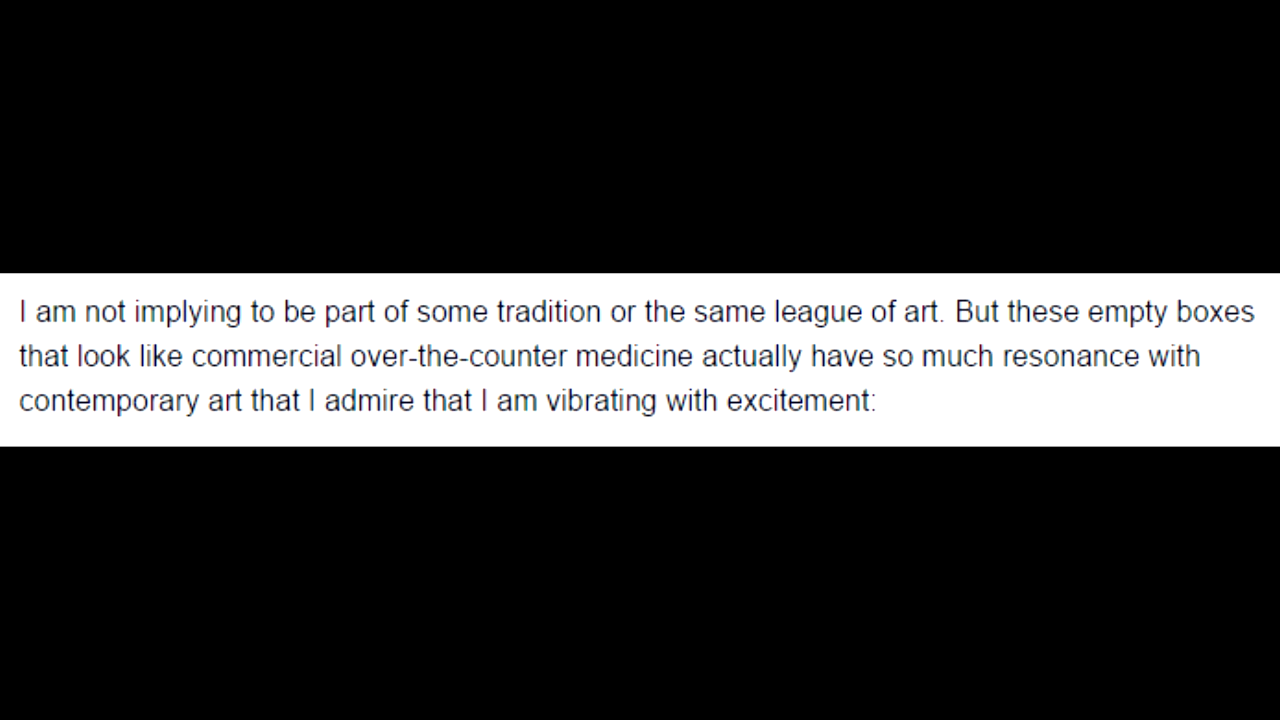 I am not implying to be part of some tradition or the same league of art. But these empty boxes
that look like commercial over-the-counter medicine actually have so much resonance with
contemporary art that I admire that I am vibrating with excitement: